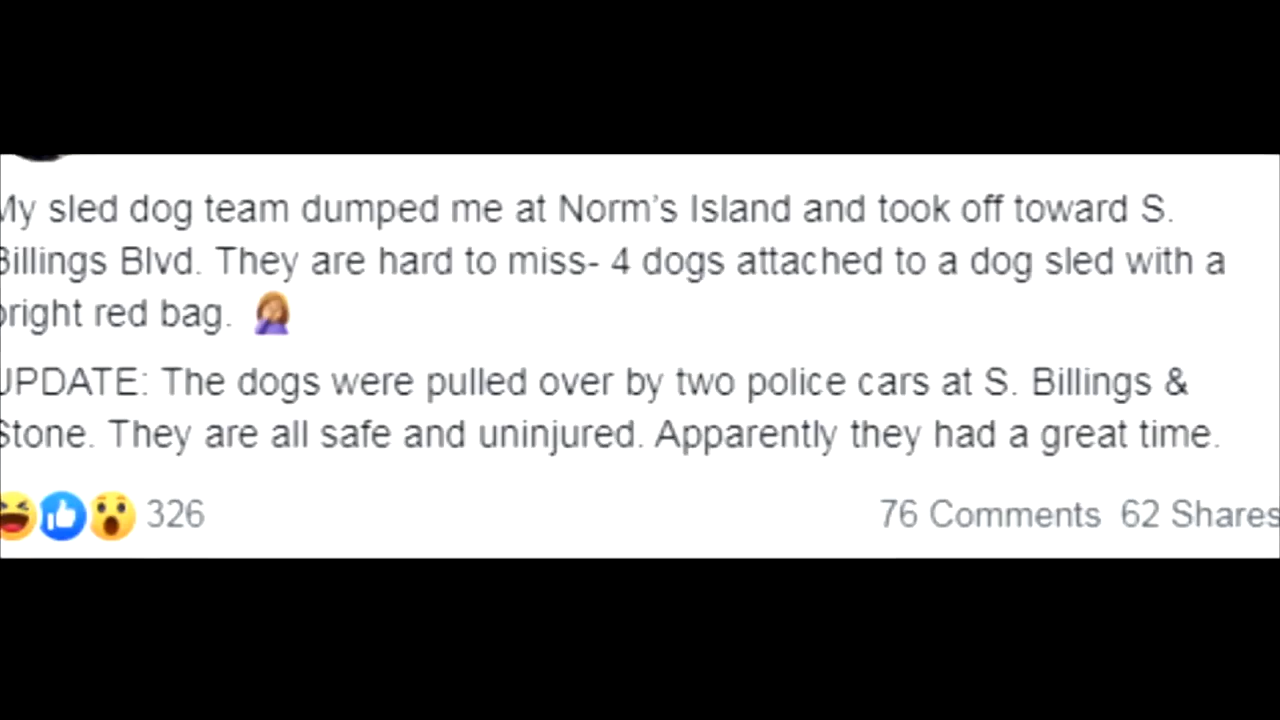 My sled dog team dumped me at Norm’s Island and took off toward S.
Billings Blvd. They are hard to miss- 4 dogs attached to a dog sled with a
bright red bag. 🤦🏽‍♀️
UPDATE: The dogs were pulled over by two police cars at S. Billings &
Stone. They are all safe and uninjured. Apparently they had a great time.
326 76 Comments 62 Shares